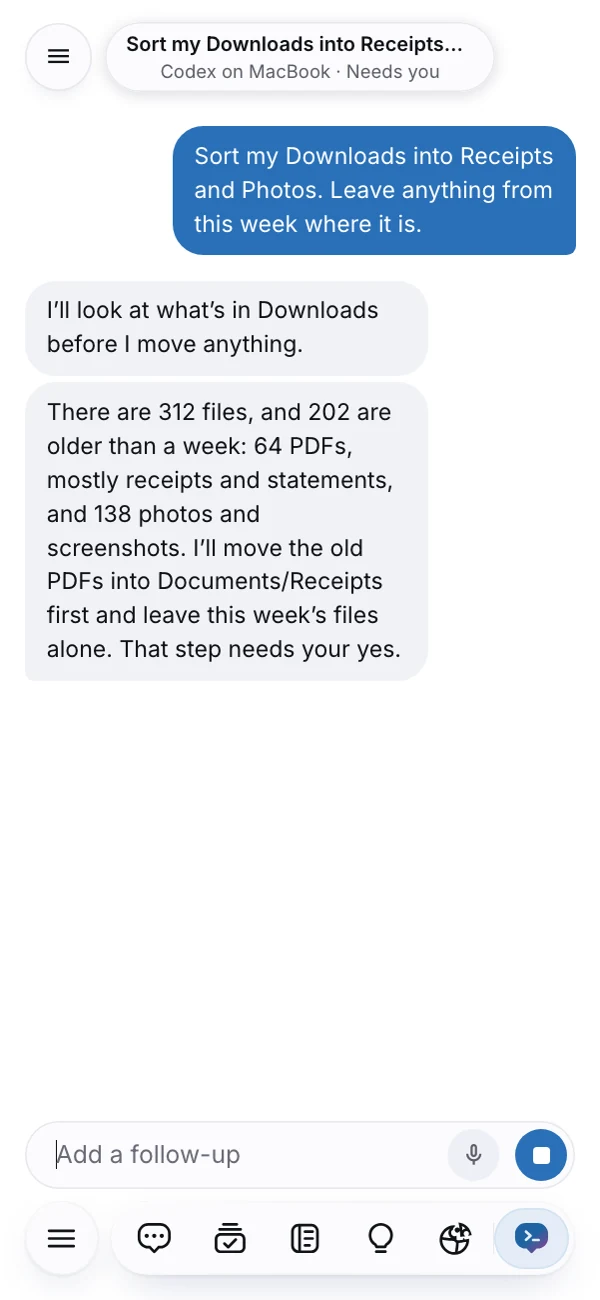 Sort my Downloads into Receipts…
Codex on MacBook · Needs you
Sort my Downloads into Receipts
and Photos. Leave anything from
this week where it is.
I’ll look at what’s in Downloads
before I move anything.
There are 312 files, and 202 are
older than a week: 64 PDFs,
mostly receipts and statements,
and 138 photos and
screenshots. I’ll move the old
PDFs into Documents/Receipts
first and leave this week’s files
alone. That step needs your yes.
Add a follow-up